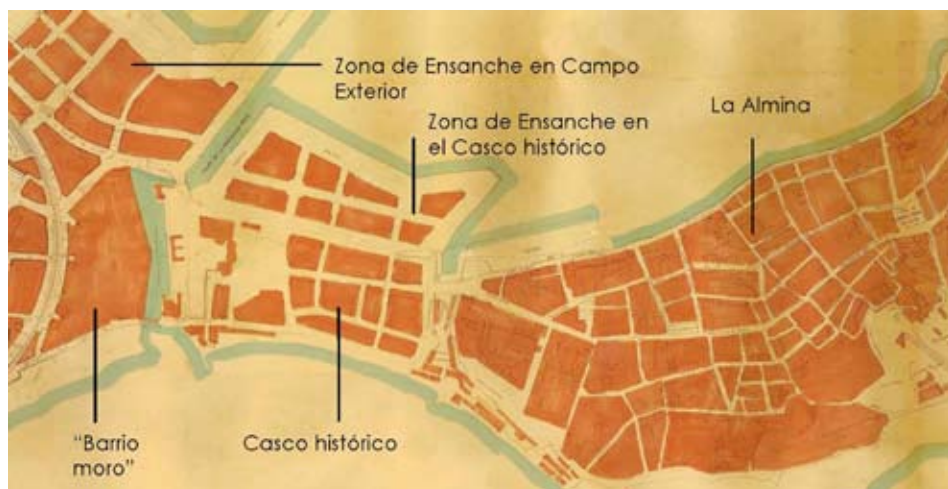 Zona de Ensanche en Campo
Exterior
Zona de Ensanche en
el Casco histórico
La Almina
E
"Barrio
moro"
Casco histórico